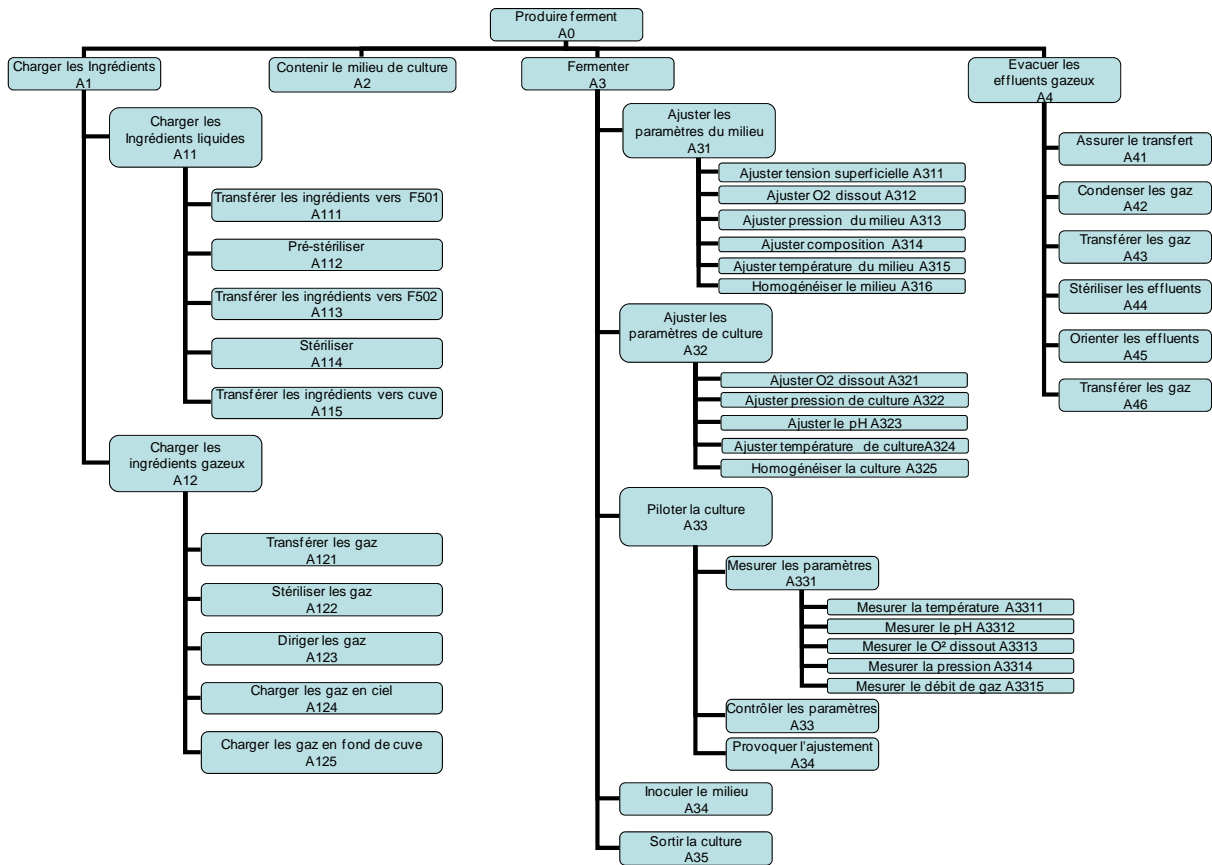 Produire ferment
A0
Charger les Ingrédients
A1
Contenir le milieu de culture
A2
Fermenter
A3
Evacuer les
effluents gazeux
A4
Charger les
Ingrédients liquides
A11
Transférer les ingrédients vers F501
A111
Pré-stériliser
A112
Transférer les ingrédients vers F502
A113
Stériliser
A114
Transférer les ingrédients vers cuve
A115
Charger les
ingrédients gazeux
A12
Transférer les gaz
A121
Stériliser les gaz
A122
Diriger les gaz
A123
Charger les gaz en ciel
A124
Charger les gaz en fond de cuve
A125
Ajuster les
paramètres du milieu
A31
Ajuster tension superficielle A311
Ajuster O2 dissout A312
Ajuster pression du milieu A313
Ajuster composition A314
Ajuster température du milieu A315
Homogénéiser le milieu A316
Ajuster les
paramètres de culture
A32
Ajuster O2 dissout A321
Ajuster pression de culture A322
Ajuster le pH A323
Ajuster température de cultureA324
Homogénéiser la culture A325
Piloter la culture
A33
Mesurer les paramètres
A331
Mesurer la température A3311
Mesurer le pH A3312
Mesurer le O² dissout A3313
Mesurer la pression A3314
Mesurer le débit de gaz A3315
Contrôler les paramètres
A33
Provoquer l'ajustement
A34
Inoculer le milieu
A34
Sortir la culture
A35
Assurer le transfert
A41
Condenser les gaz
A42
Transférer les gaz
A43
Stériliser les effluents
A44
Orienter les effluents
A45
Transférer les gaz
A46